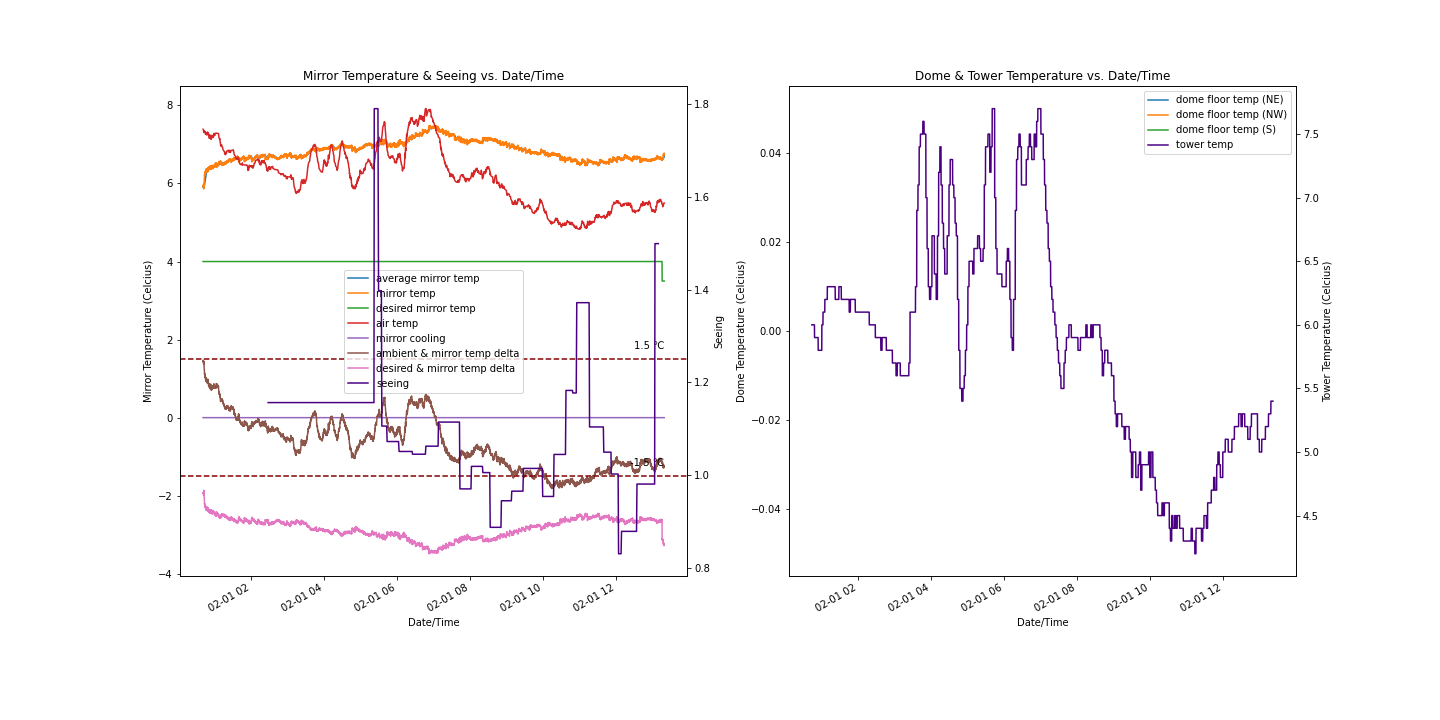 Mirror Temperature & Seeing vs. Date/Time
8
6
4
2
0
−2
−4
Mirror Temperature (Celcius)
1.8
1.6
1.4
1.2
1.0
0.8
Seeing
average mirror temp
mirror temp
desired mirror temp
air temp
mirror cooling
ambient & mirror temp delta
desired & mirror temp delta
seeing
1.5 °C
-1.5 °C
02-01 02
02-01 04
02-01 06
02-01 08
02-01 10
02-01 12
Date/Time
Dome & Tower Temperature vs. Date/Time
0.04
0.02
0.00
−0.02
−0.04
Dome Temperature (Celcius)
dome floor temp (NE)
dome floor temp (NW)
dome floor temp (S)
tower temp
7.5
7.0
6.5
6.0
5.5
5.0
4.5
Tower Temperature (Celcius)
02-01 02
02-01 04
02-01 06
02-01 08
02-01 10
02-01 12
Date/Time